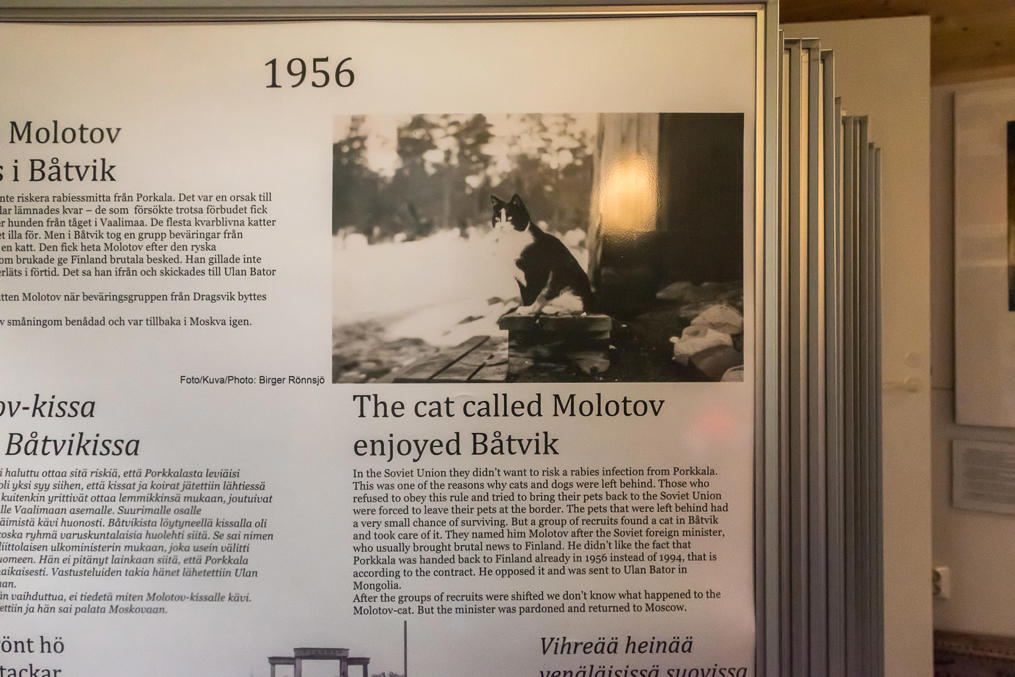 1956
Molotov
i Båtvik
nte riskera rabiessmitta från Porkala. Det var en orsak till
lar lämnades kvar – de som försökte trotsa förbudet fick
er hunden från tåget i Vaalimaa. De flesta kvarblivna katter
et illa för. Men i Båtvik tog en grupp beväringar från
en katt. Den fick heta Molotov efter den ryska
om brukade ge Finland brutala besked. Han gillade inte
erläts i förtid. Det sa han ifrån och skickades till Ulan Bator
tten Molotov när beväringsgruppen från Dragsvik byttes
v småningom benådad och var tillbaka i Moskva igen.
Foto/Kuva/Photo: Birger Rönnsjö
ov-kissa
Båtvikissa
i haluttu ottaa sitä riskiä, että Porkkalasta leviäisi
oli yksi syy siihen, että kissat ja koirat jätettiin lähtiessä
kuitenkin yrittivät ottaa lemmikkinsä mukaan, joutuivat
lle Vaalimaan asemalle. Suurimalle osalle
äimistä kävi huonosti. Båtvikista löytyneellä kissalla oli
koska ryhmä varuskuntalaisia huolehti siitä. Se sai nimen
liittolaisen ulkoministerin mukaan, joka usein välitti
uomeen. Hän ei pitänyt lainkaan siitä, että Porkkala
aikaisesti. Vastusteluiden takia hänet lähetettiin Ulan
aan.
än vaihduttua, ei tiedetä miten Molotov-kissalle kävi.
ettiin ja hän sai palata Moskovaan.
The cat called Molotov
enjoyed Båtvik
In the Soviet Union they didn't want to risk a rabies infection from Porkkala.
This was one of the reasons why cats and dogs were left behind. Those who
refused to obey this rule and tried to bring their pets back to the Soviet Union
were forced to leave their pets at the border. The pets that were left behind had
a very small chance of surviving. But a group of recruits found a cat in Båtvik
and took care of it. They named him Molotov after the Soviet foreign minister,
who usually brought brutal news to Finland. He didn't like the fact that
Porkkala was handed back to Finland already in 1956 instead of 1994, that is
according to the contract. He opposed it and was sent to Ulan Bator in
Mongolia.
After the groups of recruits were shifted we don't know what happened to the
Molotov-cat. But the minister was pardoned and returned to Moscow.
rönt hö
tackar
Vihreää heinää
venäläisissä suovissa